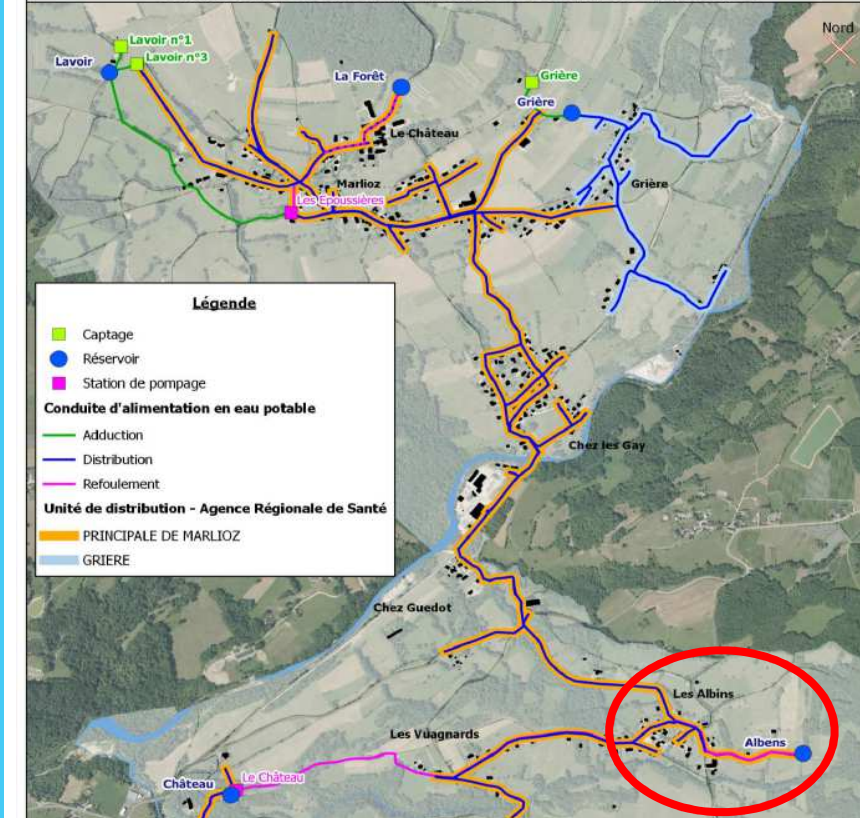 Nord
Lavoir n°1
Lavoir n°3
Lavoir
La Forêt
Grière
Grière
Le Château
Marlioz
Grière
Les Epoussières
Légende
Captage
Réservoir
Station de pompage
Conduite d'alimentation en eau potable
Adduction
Distribution
Refoulement
Unité de distribution - Agence Régionale de Santé
PRINCIPALE DE MARLIOZ
GRIERE
Chez les Gay
Chez Guedot
Les Albins
Les Vuagnards
Albens
Château
Le Château